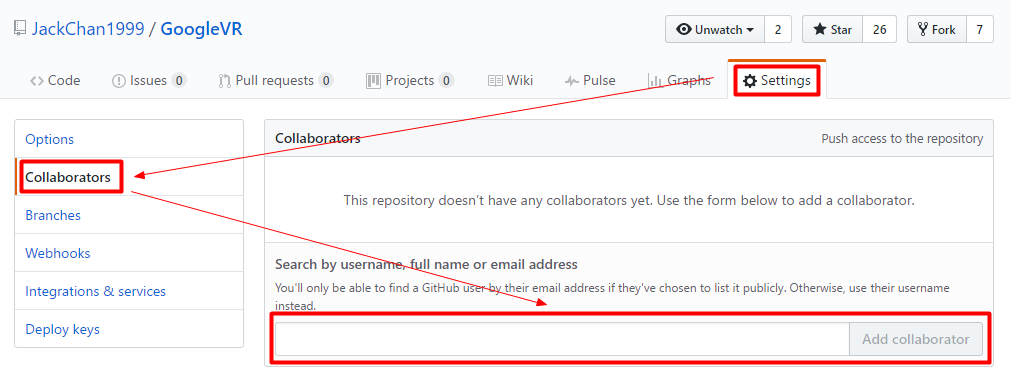 JackChan1999 / GoogleVR
Unwatch 2 Star 26 Fork 7
Code Issues 0 Pull requests 0 Projects 0 Wiki Pulse Graphs Settings
Options
Collaborators
Branches
Webhooks
Integrations & services
Deploy keys
Collaborators Push access to the repository
This repository doesn't have any collaborators yet. Use the form below to add a collaborator.
Search by username, full name or email address
You'll only be able to find a GitHub user by their email address if they've chosen to list it publicly. Otherwise, use their username
instead.
Add collaborator